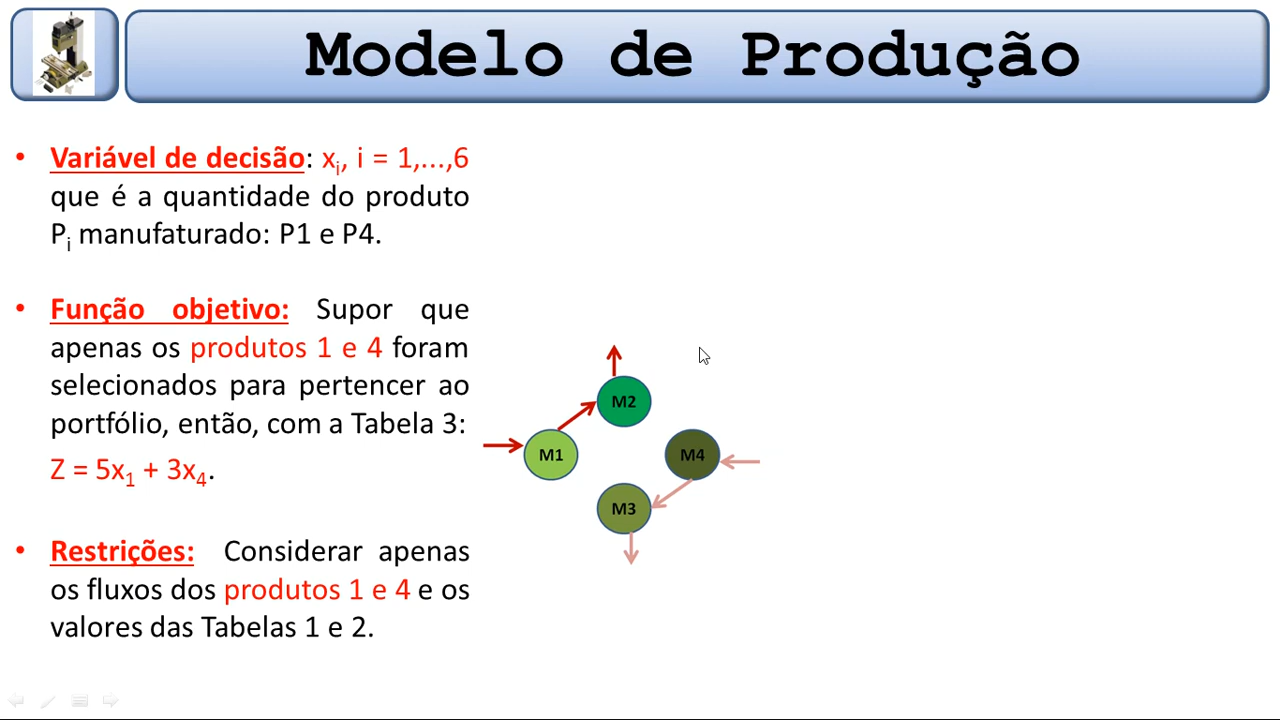 Modelo de Produção
• Variável de decisão: xi, i = 1,...,6
que é a quantidade do produto
Pi manufaturado: P1 e P4.
• Função objetivo: Supor que
apenas os produtos 1 e 4 foram
selecionados para pertencer ao
portfólio, então, com a Tabela 3:
Z = 5x1 + 3x4.
• Restrições: Considerar apenas
os fluxos dos produtos 1 e 4 e os
valores das Tabelas 1 e 2.
M2
M1
M4
M3